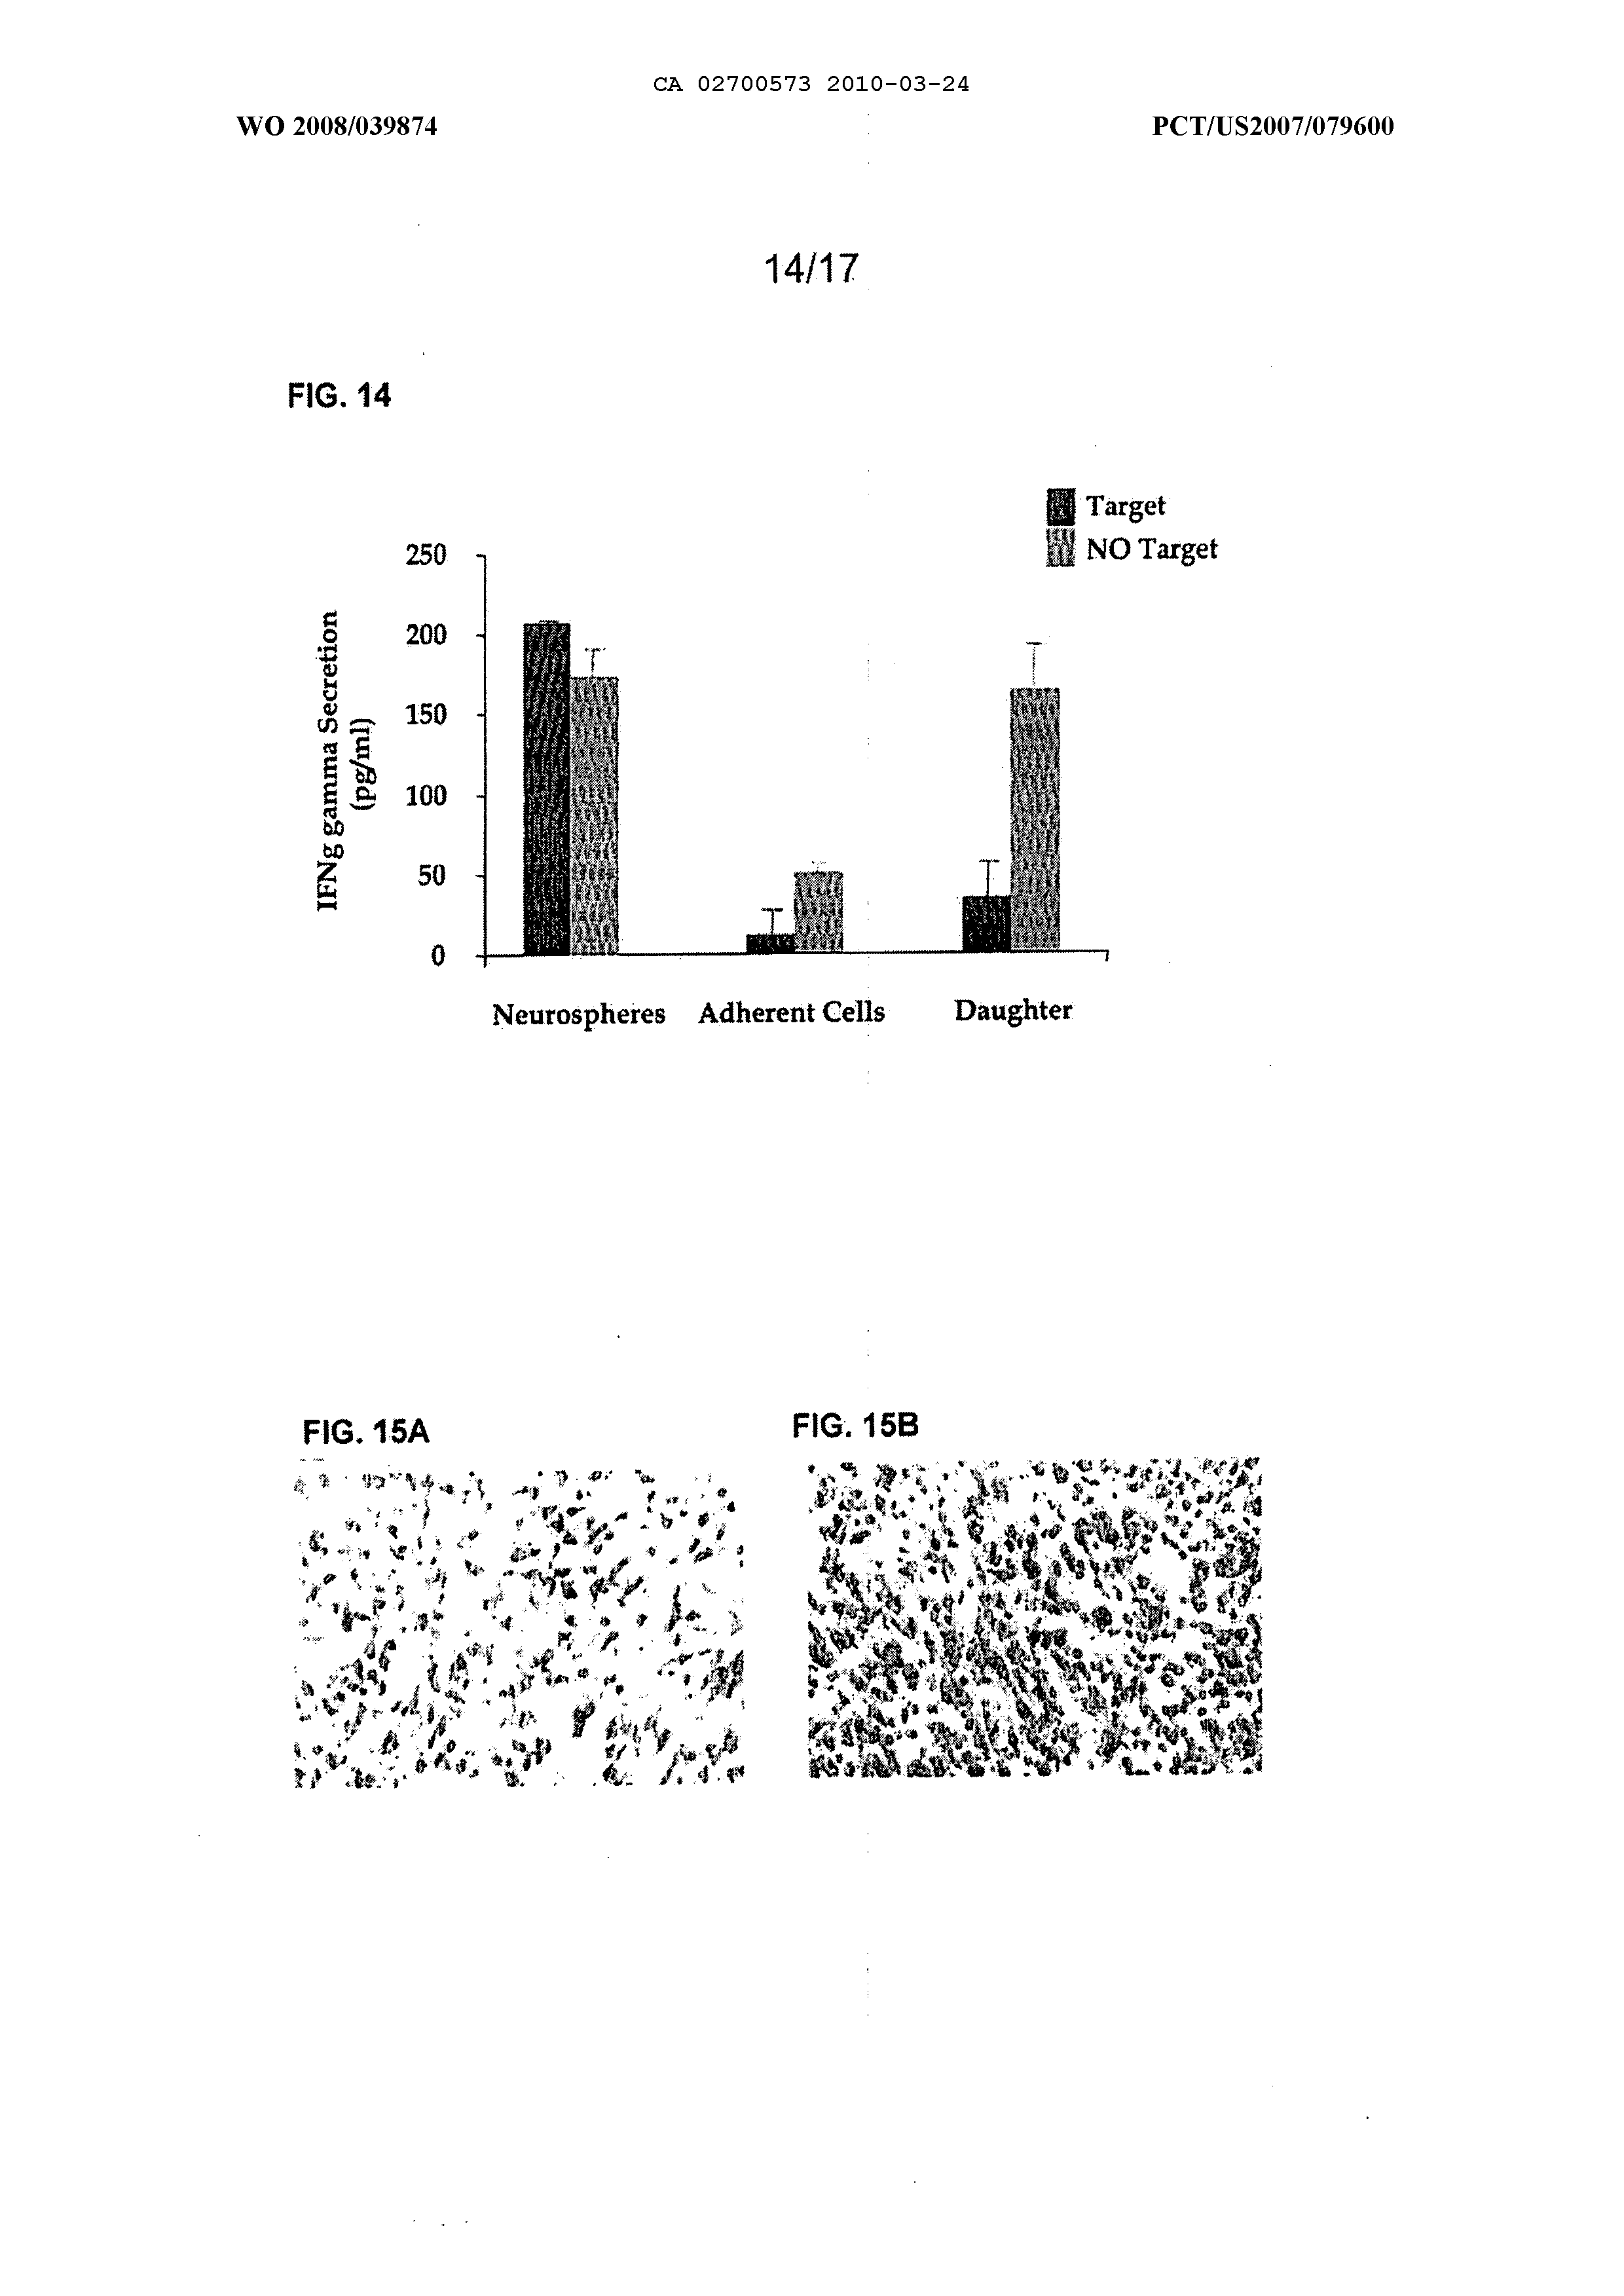 CA 02700573 2010-03-24
WO 2008/039874
PCT/US2007/079600
14/17
FIG. 14
Target
NO Target
250
200
150
100
50
0
IFNg gamma Secretion
(pg/ml)
Neurospheres
Adherent Cells
Daughter
FIG. 15A
FIG. 15B